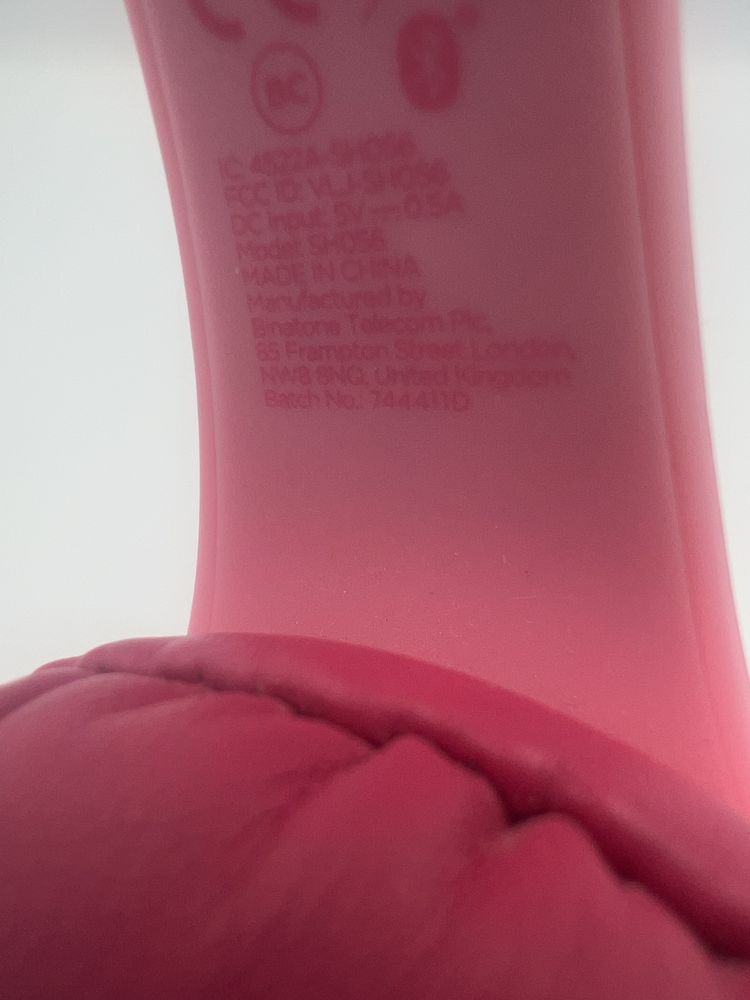 BC
IC: 4522A-SH056
FCC ID: VLJ-SH056
DC Input: 5V⎓0.5A
Model: SH056
MADE IN CHINA
Manufactured by
Binatone Telecom Plc,
65 Frampton Street London,
NW8 8NQ, United Kingdom
Batch No.: 744411D